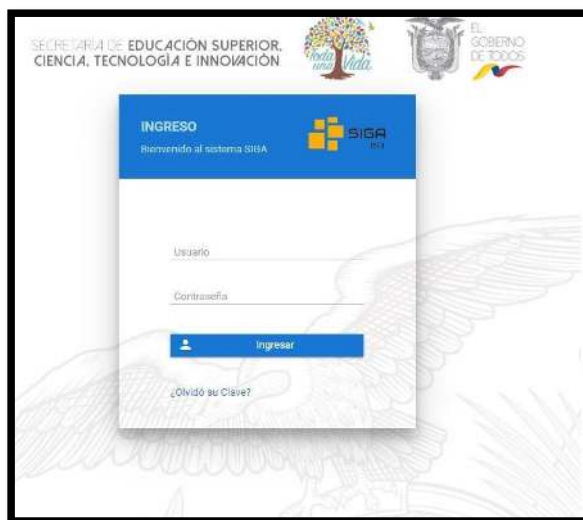 SECRETARÍA DE EDUCACIÓN SUPERIOR,
CIENCIA, TECNOLOGÍA E INNOVACIÓN
Toda
una Vida
EL
GOBIERNO
DE TODOS
INGRESO
Bienvenido al sistema SIGA
SIGA
Usuario
Contraseña
Ingresar
¿Olvidó su Clave?